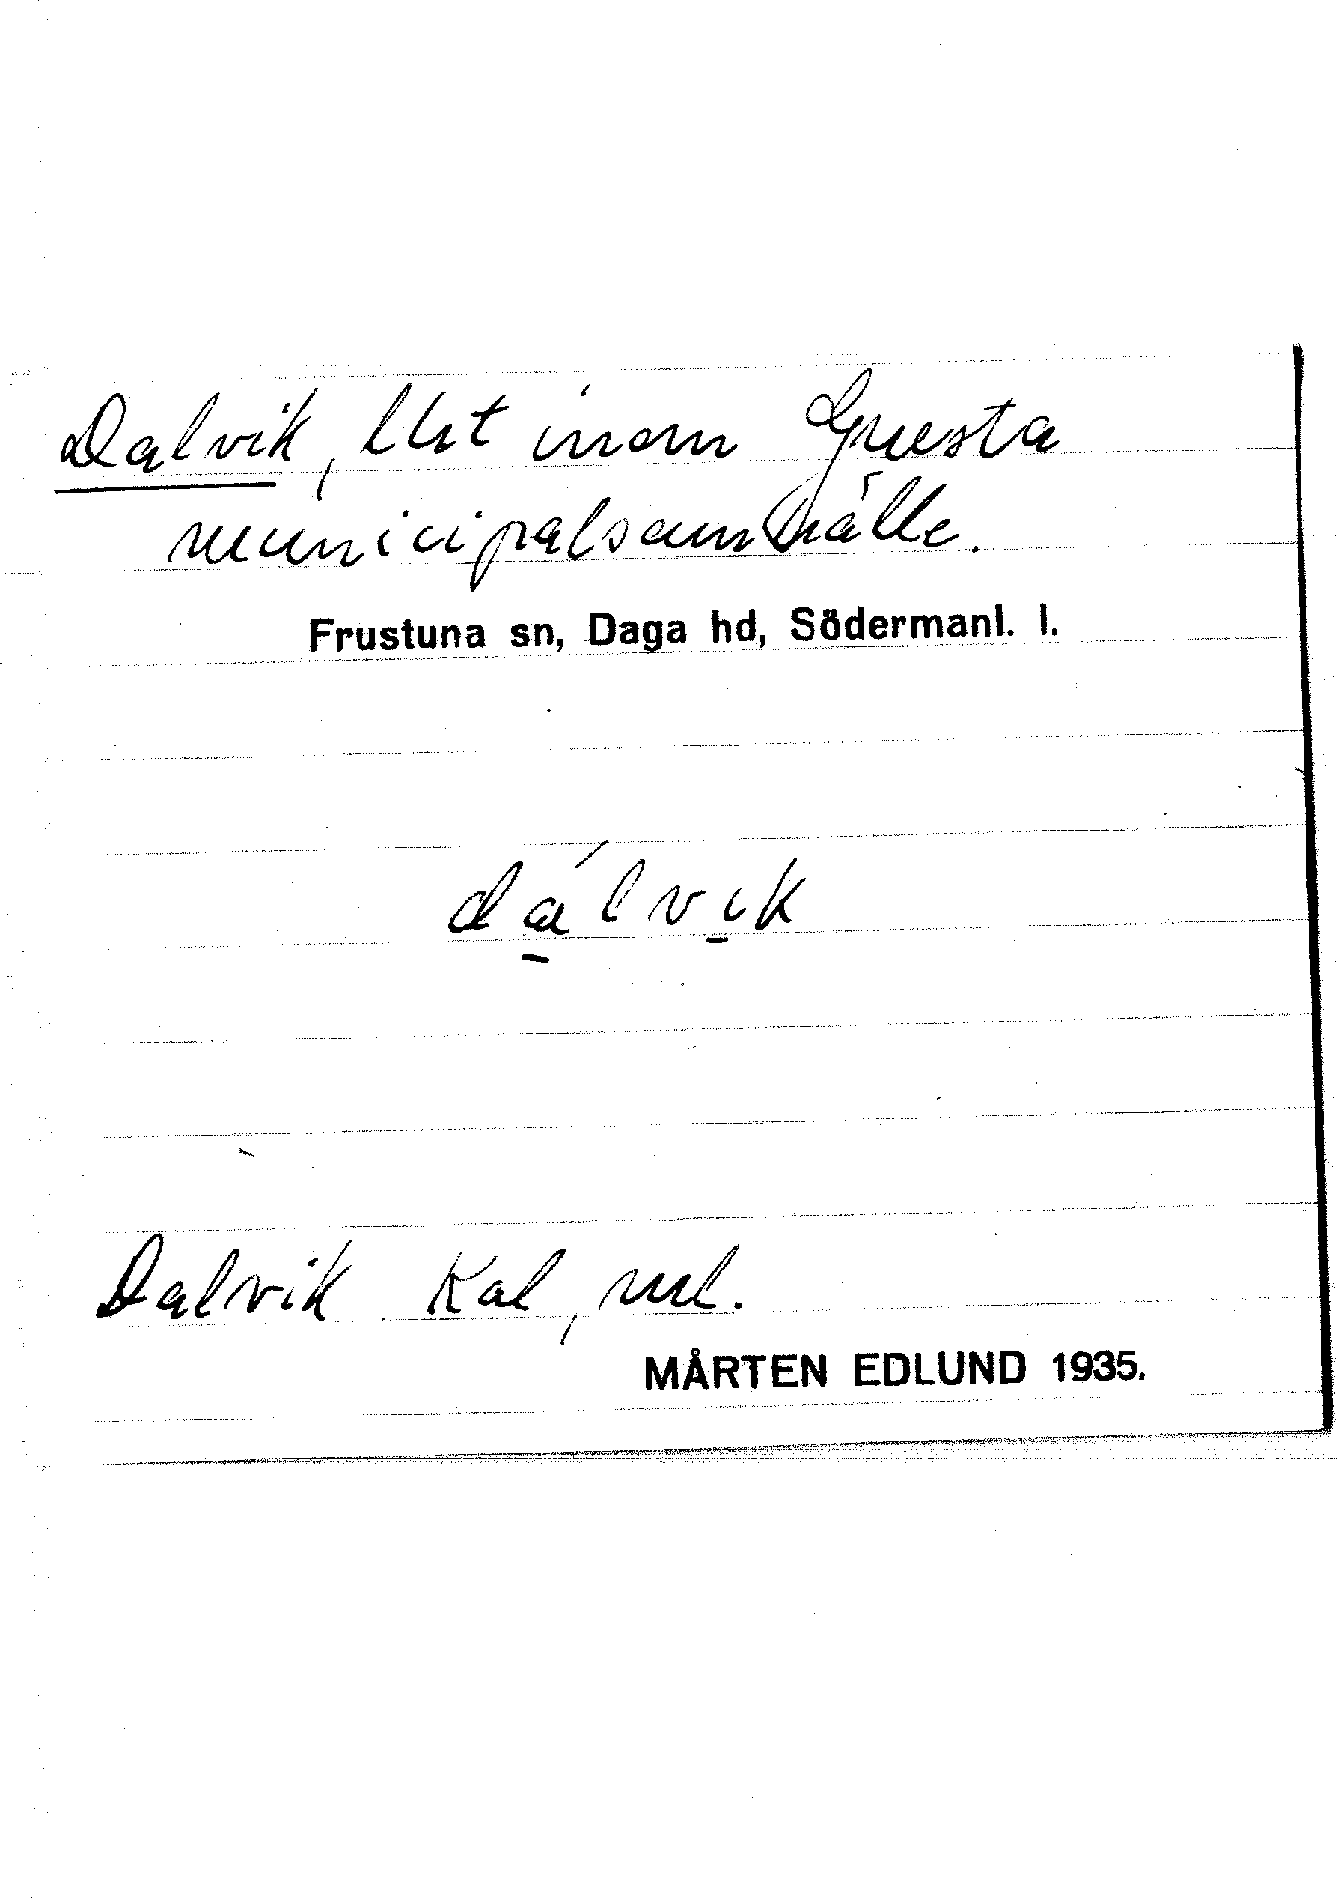 Dalvik, lht inom Gnesta
municipalsamhälle.
Frustuna sn, Daga hd, Södermanl. l.
dálvik
Dalvik Kal, ml.
MÅRTEN EDLUND 1935.